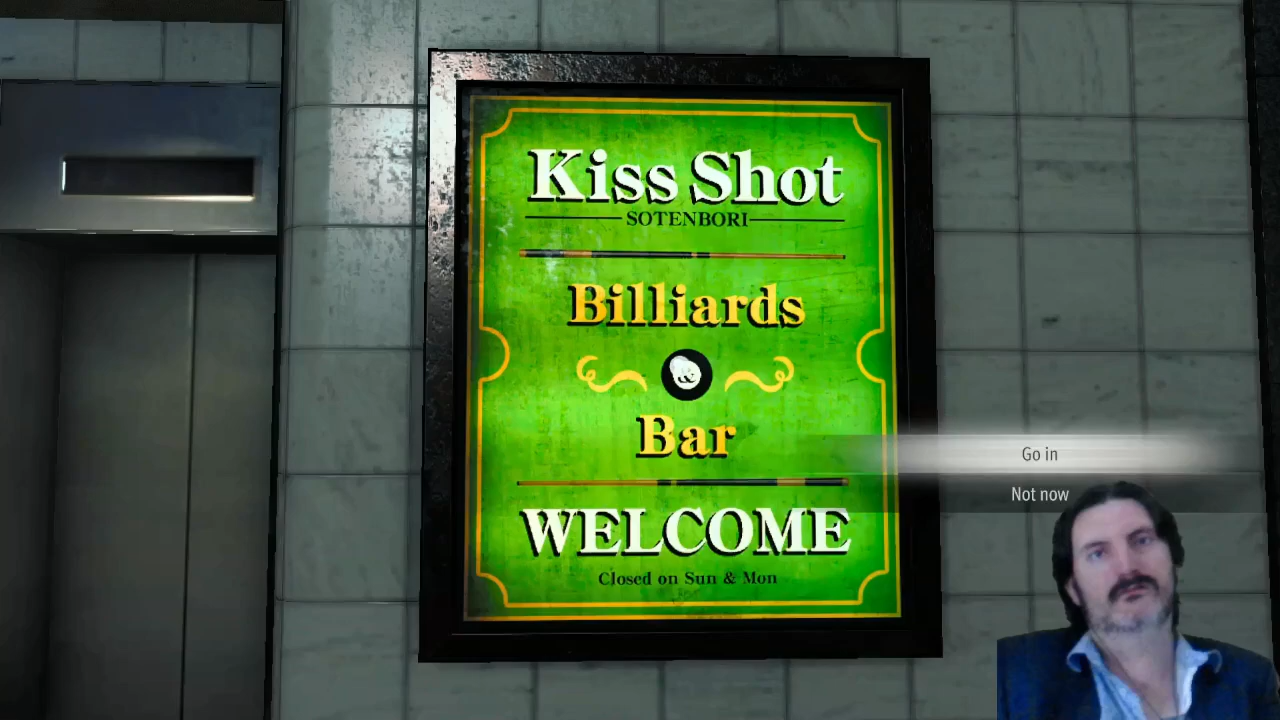 Kiss Shot
SOTENBORI
Billiards
Bar
WELCOME
Closed on Sun & Mon
Go in
Not now